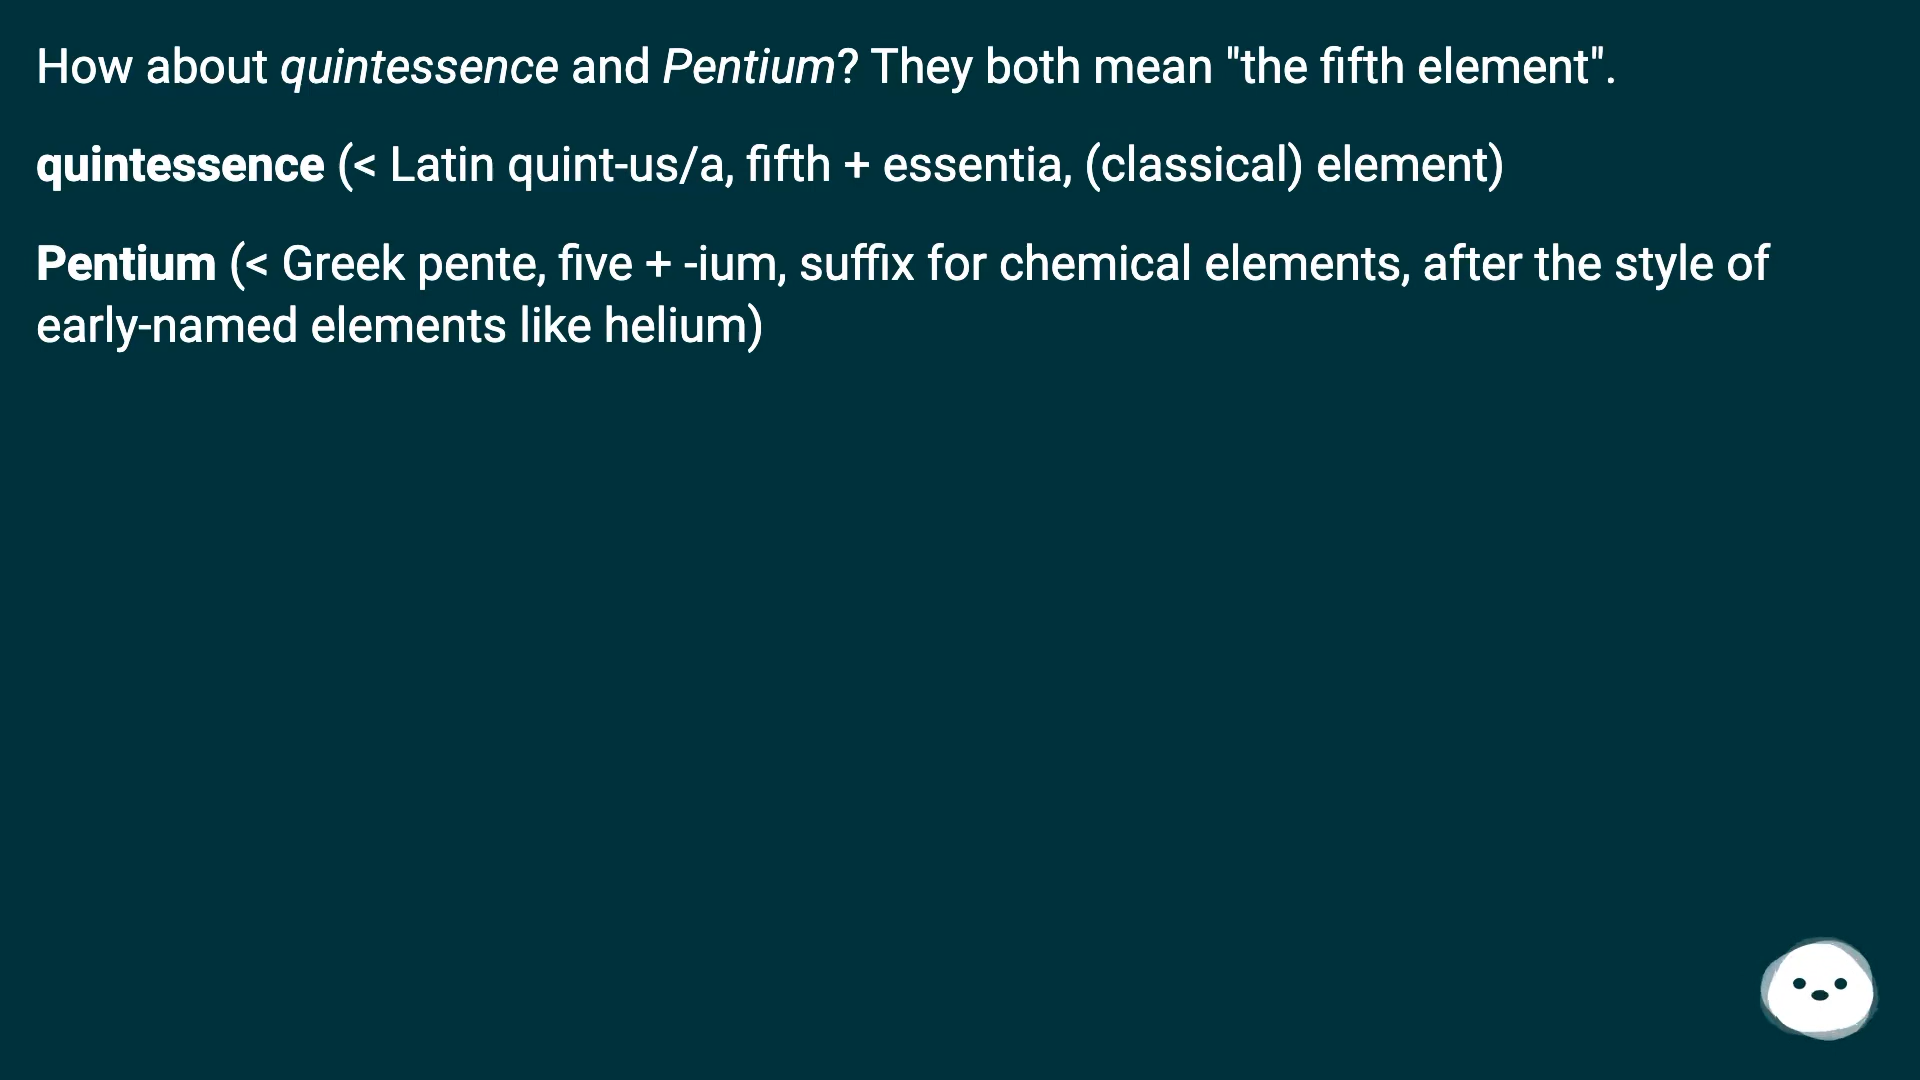 How about quintessence and Pentium? They both mean "the fifth element".
quintessence (< Latin quint-us/a, fifth + essentia, (classical) element)
Pentium (< Greek pente, five + -ium, suffix for chemical elements, after the style of
early-named elements like helium)